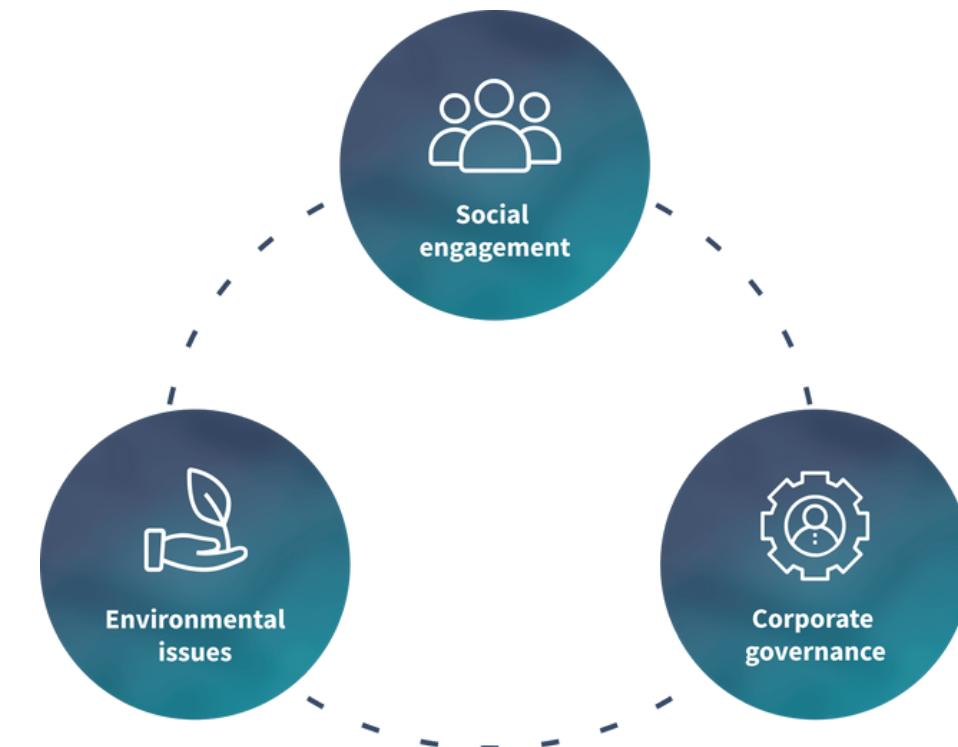 Social
engagement
Environmental
issues
Corporate
governance